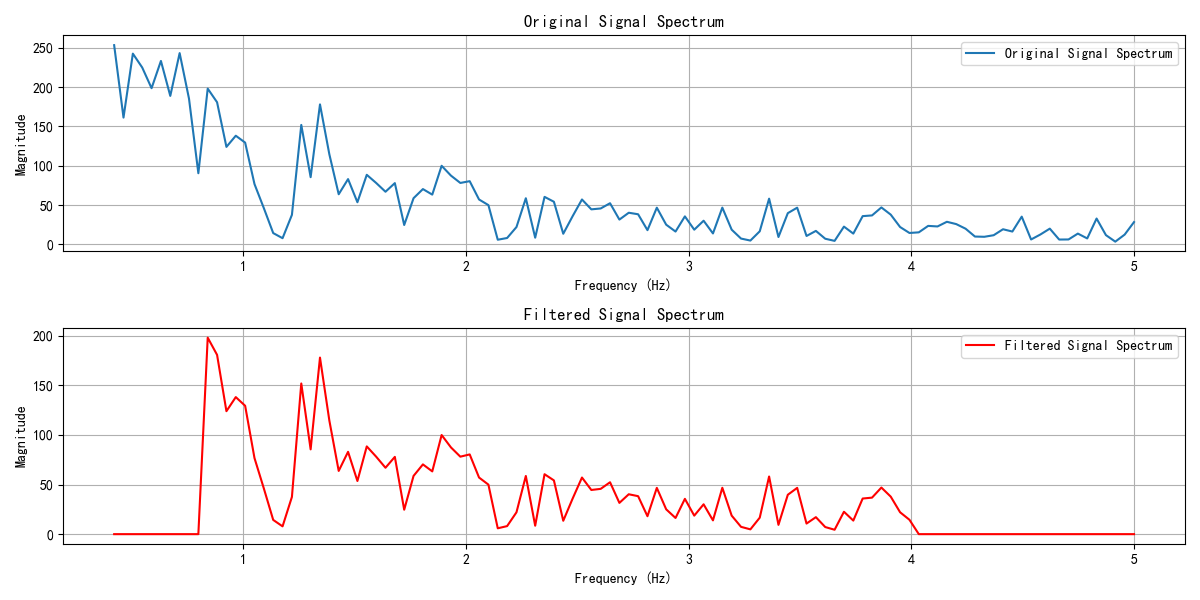 Original Signal Spectrum
250
200
150
100
50
0
Magnitude
Original Signal Spectrum
1
2
3
4
5
Frequency (Hz)
Filtered Signal Spectrum
200
150
100
50
0
Magnitude
Filtered Signal Spectrum
1
2
3
4
5
Frequency (Hz)